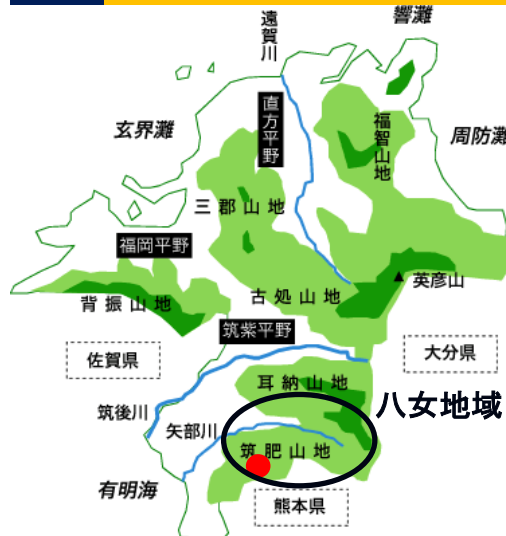 響灘
遠賀川
直方平野
福智山地
玄界灘
周防灘
三郡山地
福岡平野
英彦山
古処山地
背振山地
筑紫平野
佐賀県
大分県
耳納山地
八女地域
筑後川
矢部川
筑肥山地
有明海
熊本県